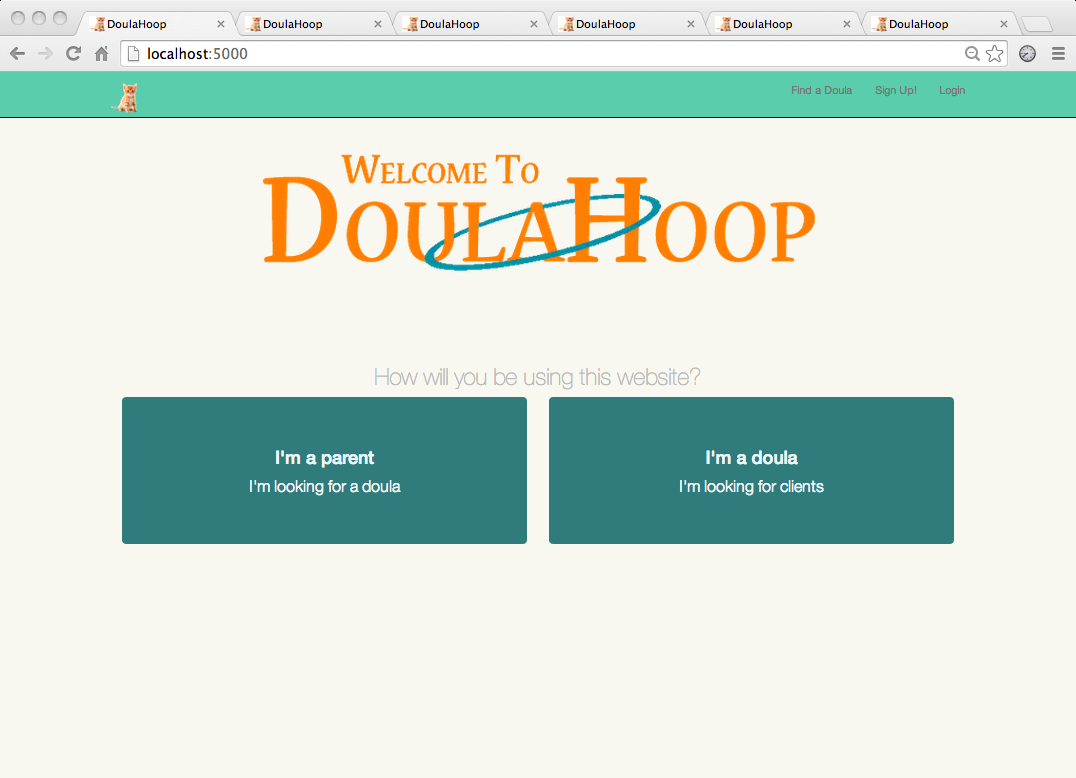 DoulaHoop DoulaHoop DoulaHoop DoulaHoop DoulaHoop DoulaHoop
localhost:5000
Find a Doula Sign Up! Login
Welcome To
DoulaHoop
How will you be using this website?
I'm a parent
I'm looking for a doula
I'm a doula
I'm looking for clients